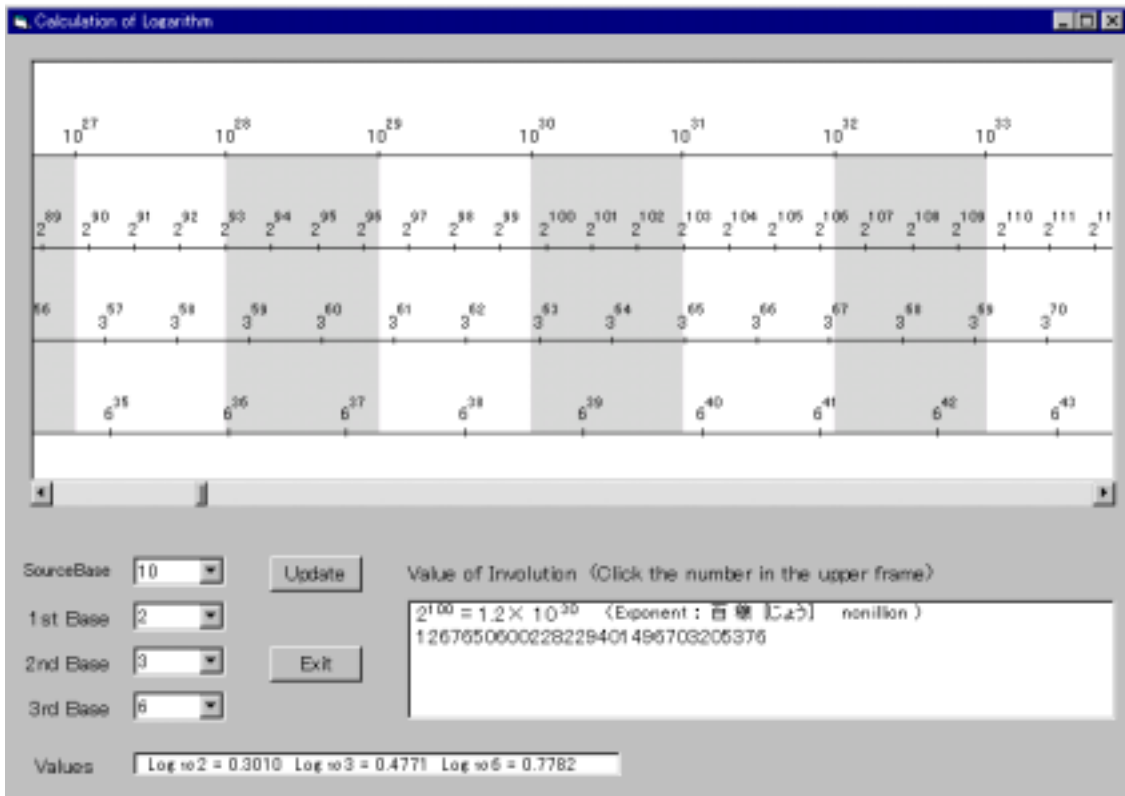 Calculation of Logarithm
10^27 10^28 10^29 10^30 10^31 10^32 10^33
2^89 2^90 2^91 2^92 2^93 2^94 2^95 2^96 2^97 2^98 2^99 2^100 2^101 2^102 2^103 2^104 2^105 2^106 2^107 2^108 2^109 2^110 2^111 2^11
56 3^57 3^58 3^59 3^60 3^61 3^62 3^63 3^64 3^65 3^66 3^67 3^68 3^69 3^70
6^35 6^36 6^37 6^38 6^39 6^40 6^41 6^42 6^43
SourceBase 10 Update
1st Base 2
2nd Base 3 Exit
3rd Base 6
Value of Involution (Click the number in the upper frame)
2^100 = 1.2× 10^30 (Exponent : 百 [じょう] nonillion )
1267650600228229401496703205376
Values Log 10 2 = 0.3010 Log 10 3 = 0.4771 Log 10 6 = 0.7782